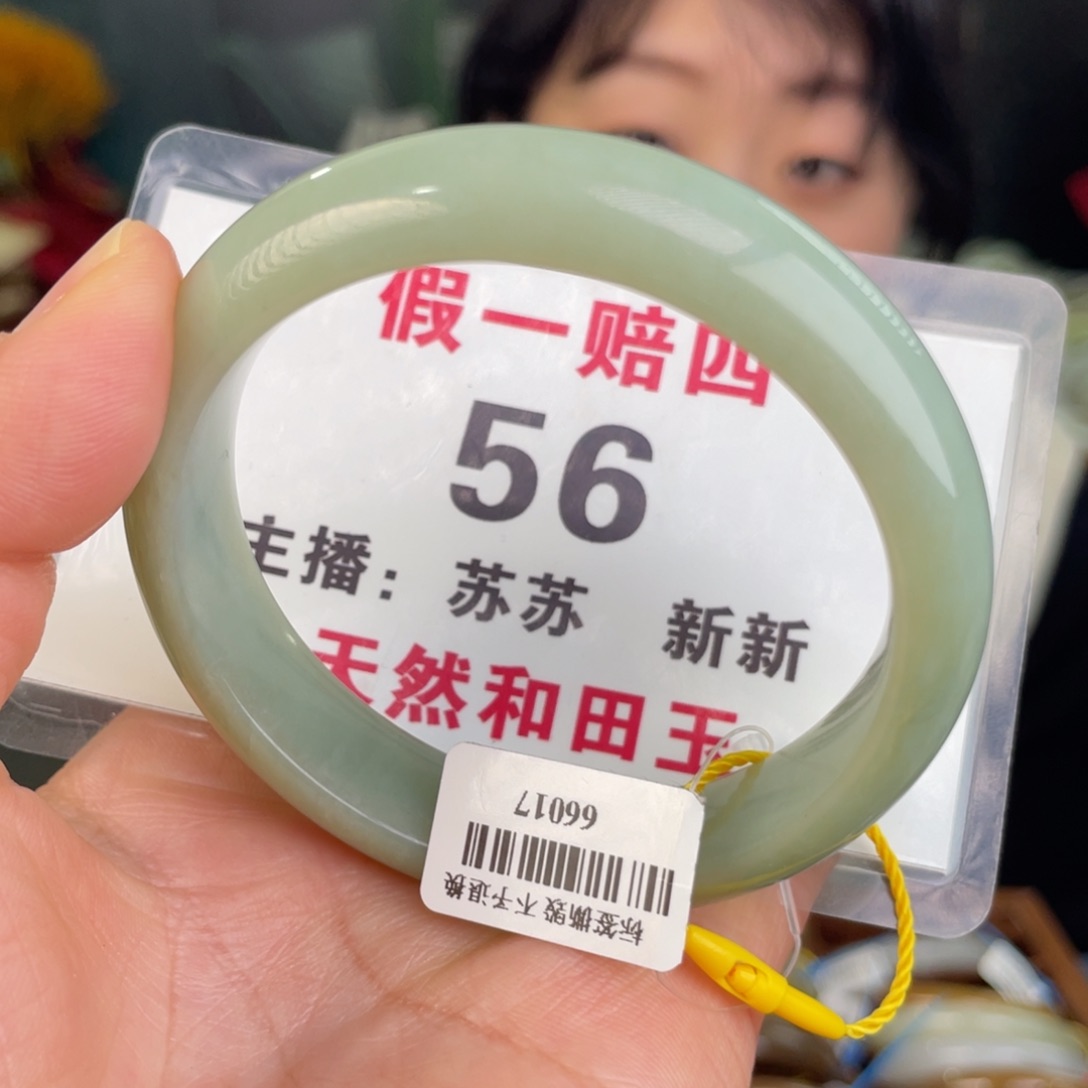 假一赔四
56
主播：苏苏 新新
天然和田玉
66017
标签撕毁 不予退换